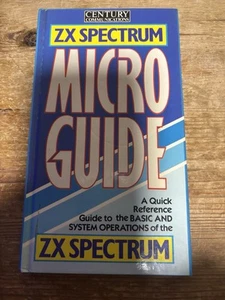 CENTURY
COMMUNICATIONS
ZX SPECTRUM
MICRO
GUIDE
A Quick
Reference
Guide to the BASIC AND
SYSTEM OPERATIONS of the
ZX SPECTRUM